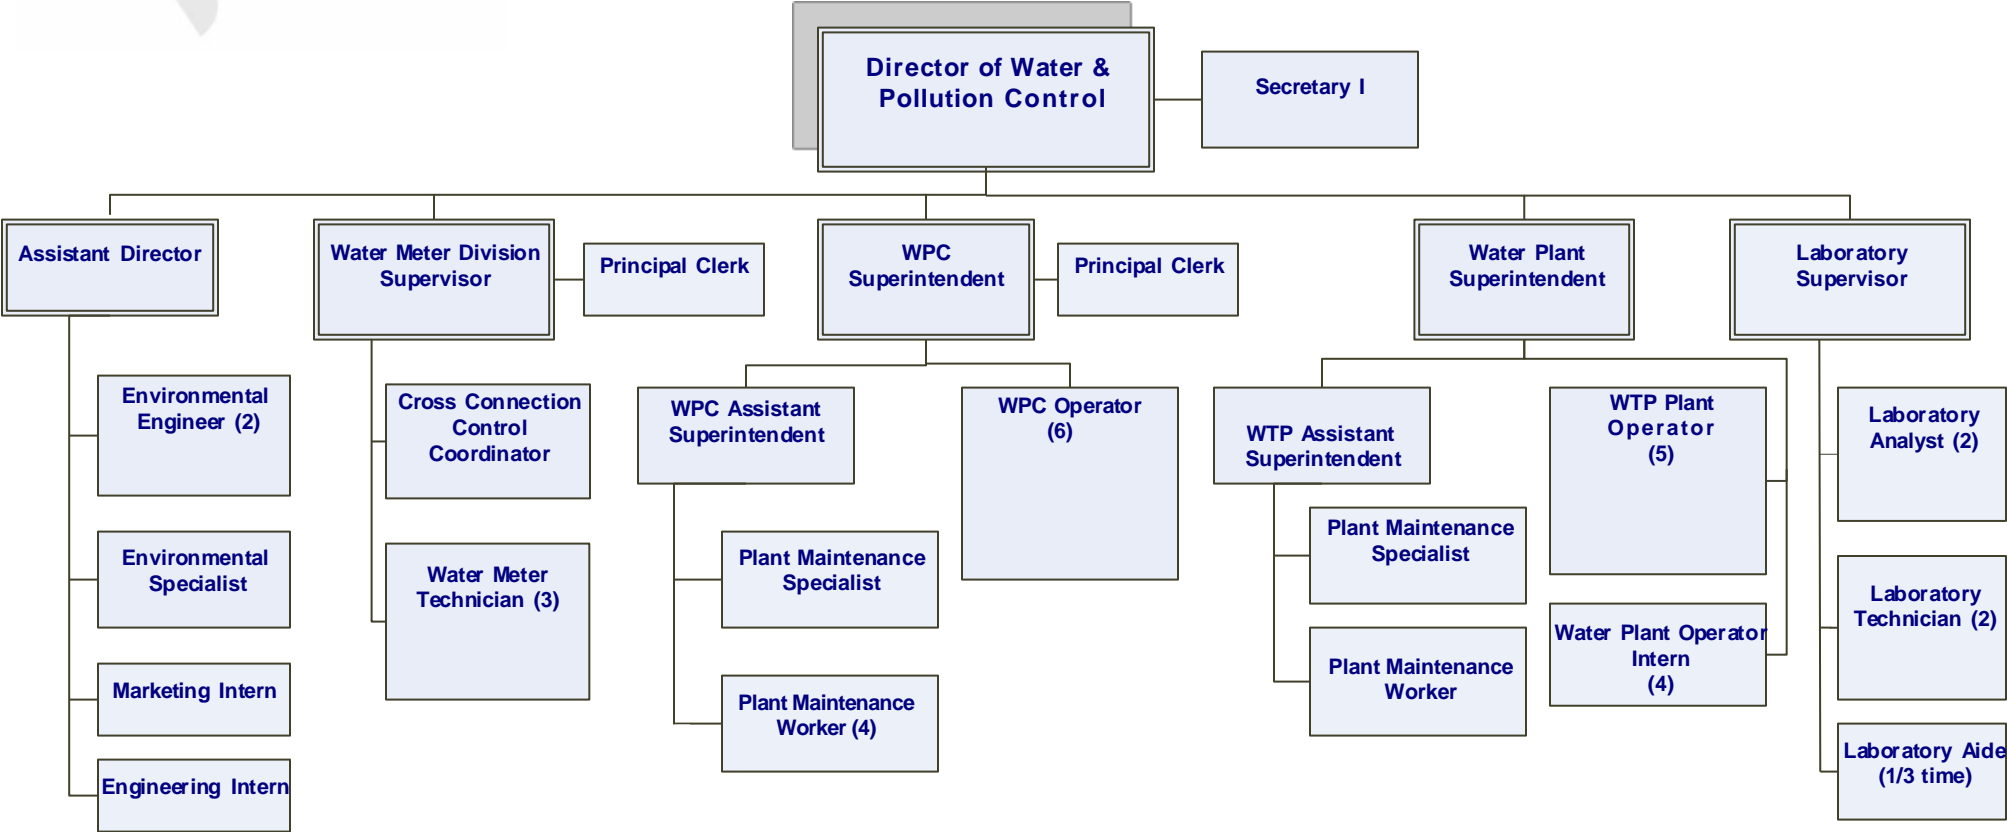 Director of Water &
Pollution Control
Secretary I
Assistant Director
Water Meter Division
Supervisor
Principal Clerk
WPC
Superintendent
Principal Clerk
Water Plant
Superintendent
Laboratory
Supervisor
Environmental
Engineer (2)
Environmental
Specialist
Marketing Intern
Engineering Intern
Cross Connection
Control
Coordinator
Water Meter
Technician (3)
WPC Assistant
Superintendent
Plant Maintenance
Specialist
Plant Maintenance
Worker (4)
WPC Operator
(6)
WTP Assistant
Superintendent
Plant Maintenance
Specialist
Plant Maintenance
Worker
WTP Plant
Operator
(5)
Water Plant Operator
Intern
(4)
Laboratory
Analyst (2)
Laboratory
Technician (2)
Laboratory Aide
(1/3 time)